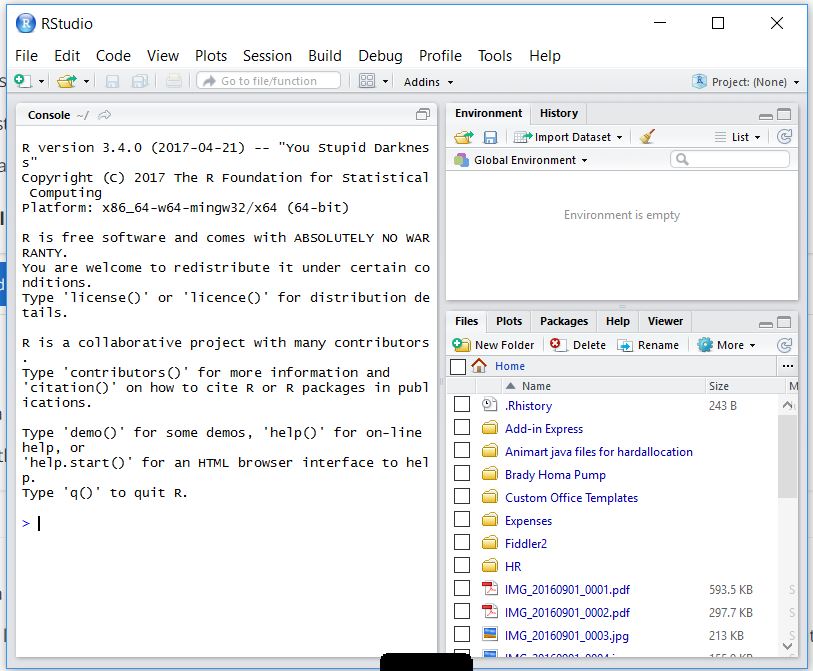 RStudio
File Edit Code View Plots Session Build Debug Profile Tools Help
Go to file/function Addins Project: (None)
Console ~/
R version 3.4.0 (2017-04-21) -- "You Stupid Darknes
s"
Copyright (C) 2017 The R Foundation for Statistical
Computing
Platform: x86_64-w64-mingw32/x64 (64-bit)
R is free software and comes with ABSOLUTELY NO WAR
RANTY.
You are welcome to redistribute it under certain co
nditions.
Type 'license()' or 'licence()' for distribution de
tails.
R is a collaborative project with many contributors
.
Type 'contributors()' for more information and
'citation()' on how to cite R or R packages in publ
ications.
Type 'demo()' for some demos, 'help()' for on-line
help, or
'help.start()' for an HTML browser interface to hel
p.
Type 'q()' to quit R.
>
Environment History
Import Dataset List
Global Environment
Environment is empty
Files Plots Packages Help Viewer
New Folder Delete Rename More
Home ...
Name Size M
.Rhistory 243 B
Add-in Express
Animart java files for hardallocation
Brady Homa Pump
Custom Office Templates
Expenses
Fiddler2
HR
IMG_20160901_0001.pdf 593.5 KB S
IMG_20160901_0002.pdf 297.7 KB S
IMG_20160901_0003.jpg 213 KB S